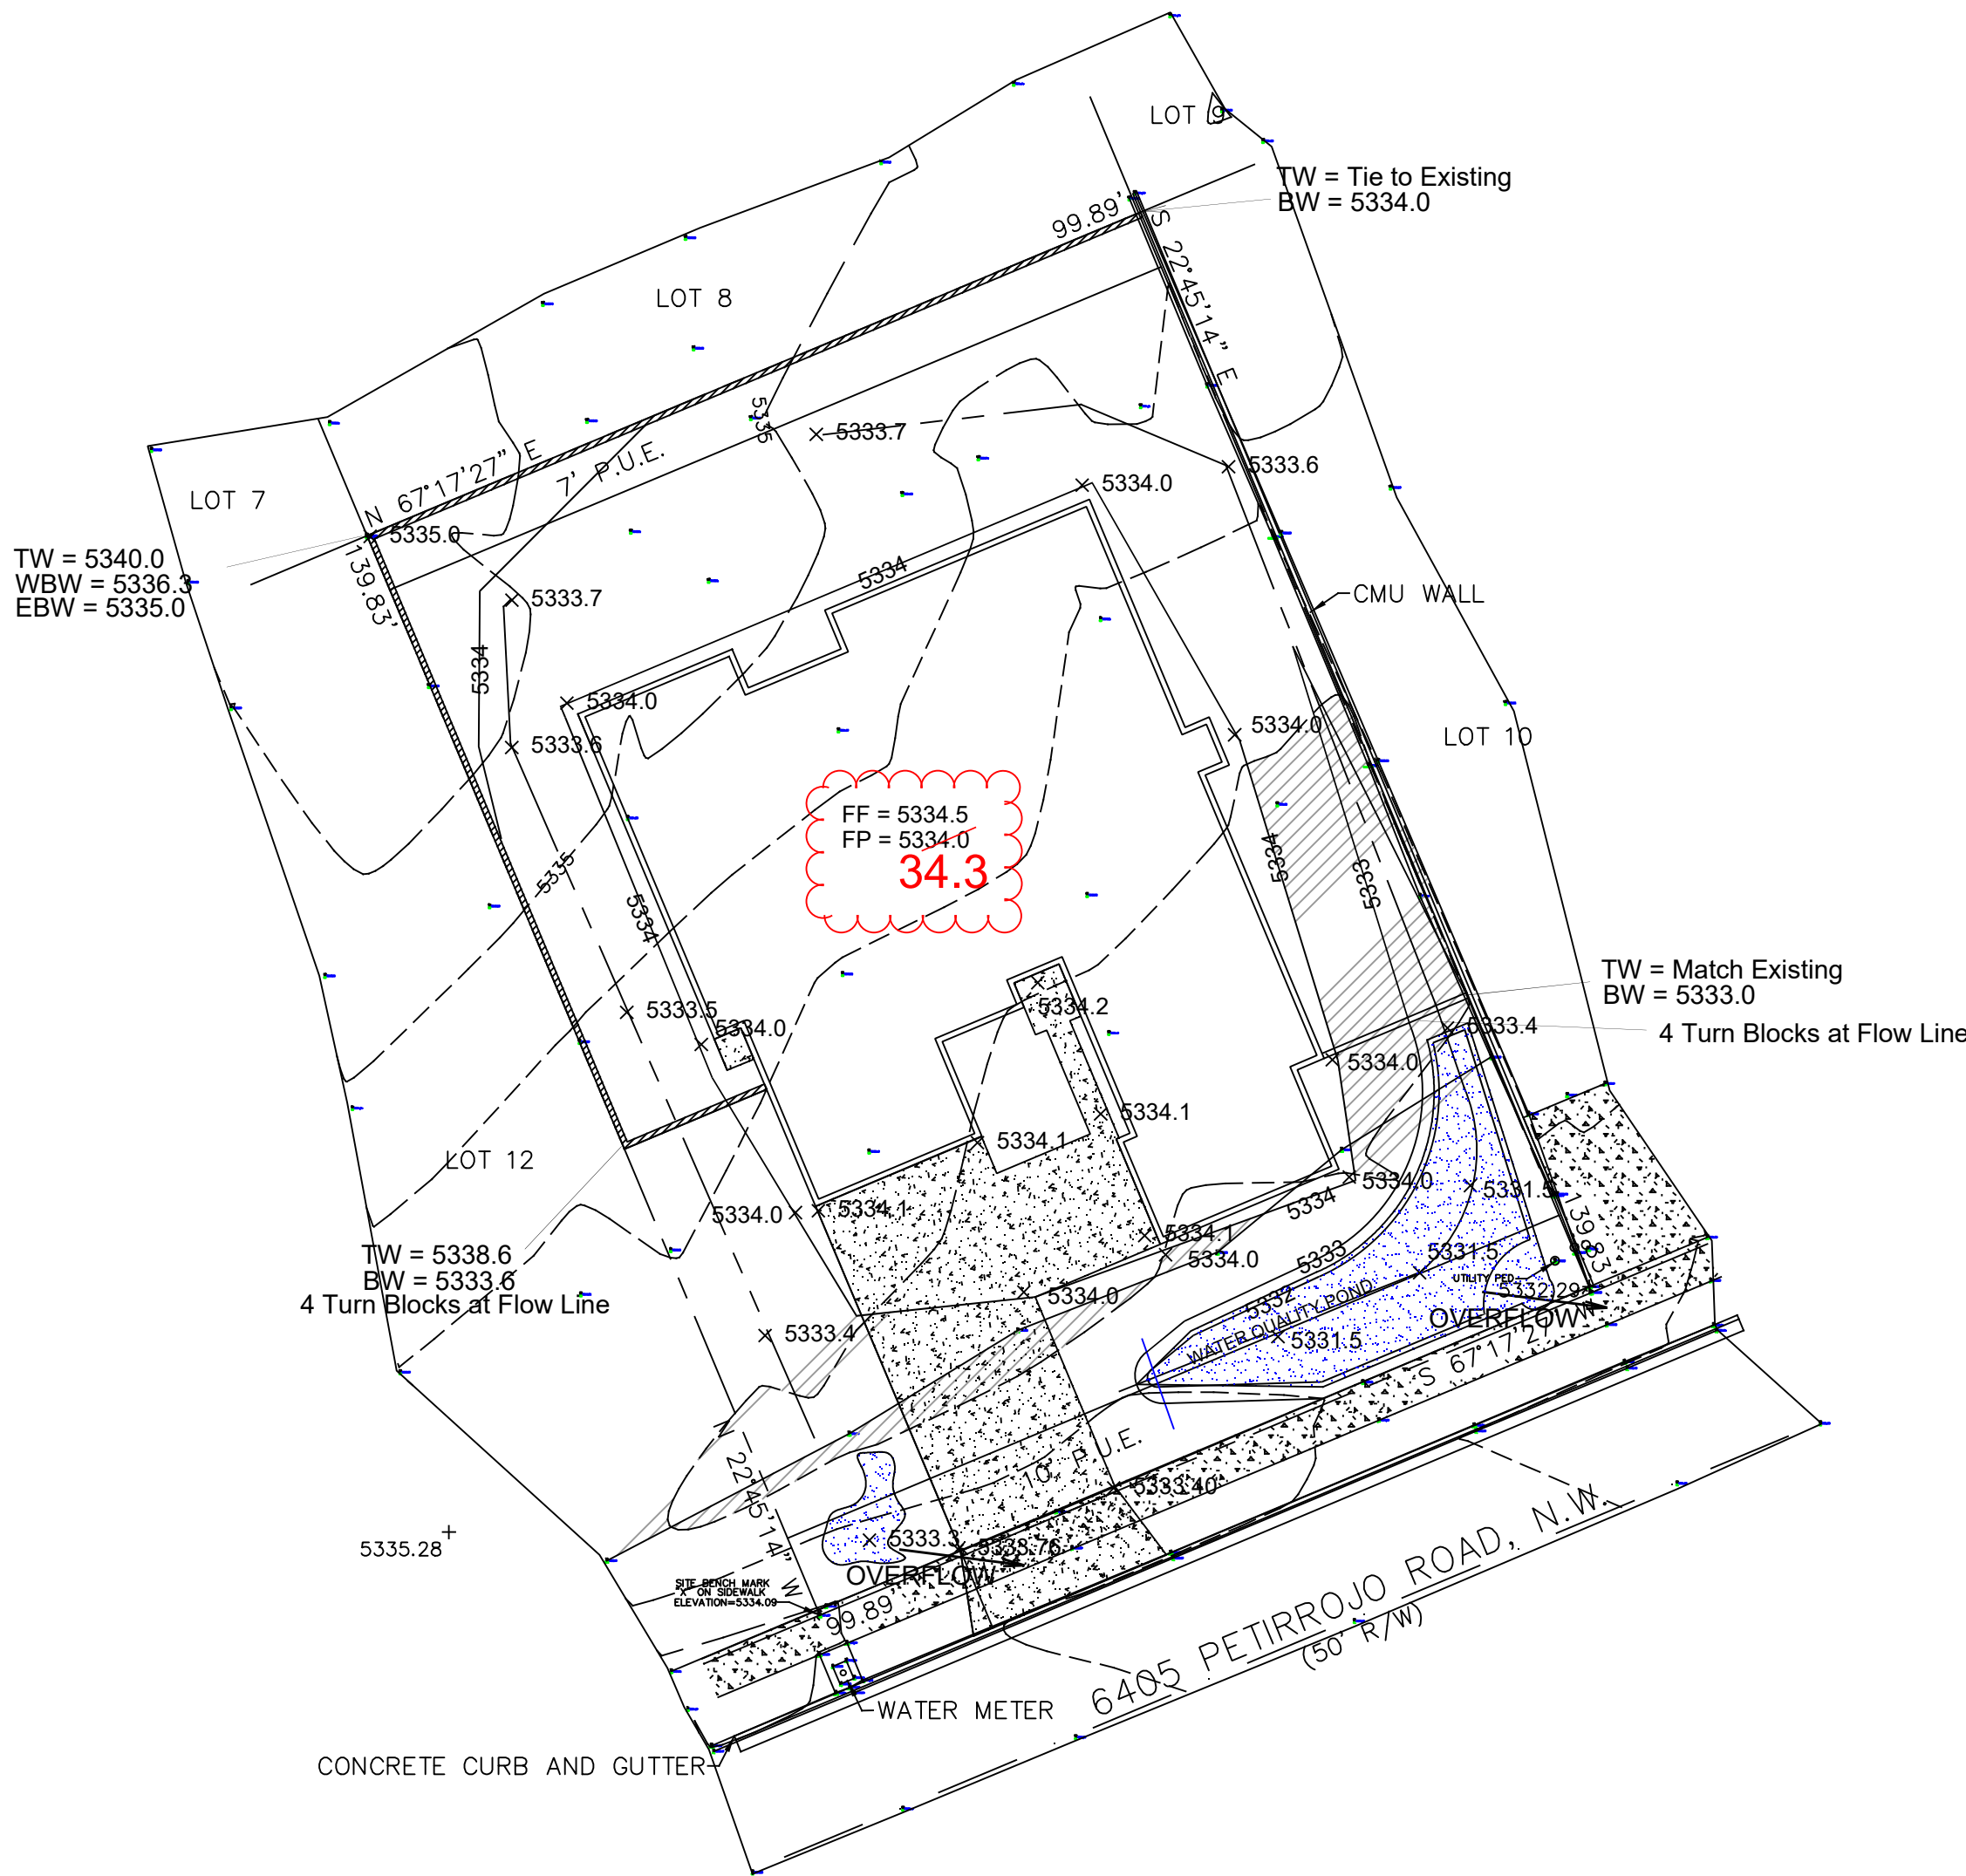 LOT 9
TW = Tie to Existing
BW = 5334.0
99.89'
S 22°45'14" E
LOT 8
5335
5333.7
5333.6
7' P.U.E.
N 67°17'27" E
LOT 7
5334.0
5335.0
TW = 5340.0
WBW = 5336.3
EBW = 5335.0
139.83'
5333.7
5334
CMU WALL
5334
5334.0
5333.6
5334.0
LOT 10
FF = 5334.5
FP = 5334.0
34.3
5335
5334
5334
5333
TW = Match Existing
BW = 5333.0
5333.5
5334.0
5334.2
5333.4
4 Turn Blocks at Flow Line
5334.0
5334.1
5334.1
LOT 12
5334.0
5331.5
5334
5334.0
5334.1
5334.1
5334.0
139.83'
TW = 5338.6
BW = 5333.6
4 Turn Blocks at Flow Line
5333
5331.5
UTILITY PED.
5332.29
5334.0
5332
OVERFLOW
WATER QUALITY POND
5331.5
5333.4
S 67°17'27" W
10' P.U.E.
N 22°45'14" W
5333.40
5335.28
5333.3
5333.76
OVERFLOW
SITE BENCH MARK
"X" ON SIDEWALK
ELEVATION=5334.09
99.89'
6405 PETIRROJO ROAD, N.W.
(50' R/W)
WATER METER
CONCRETE CURB AND GUTTER